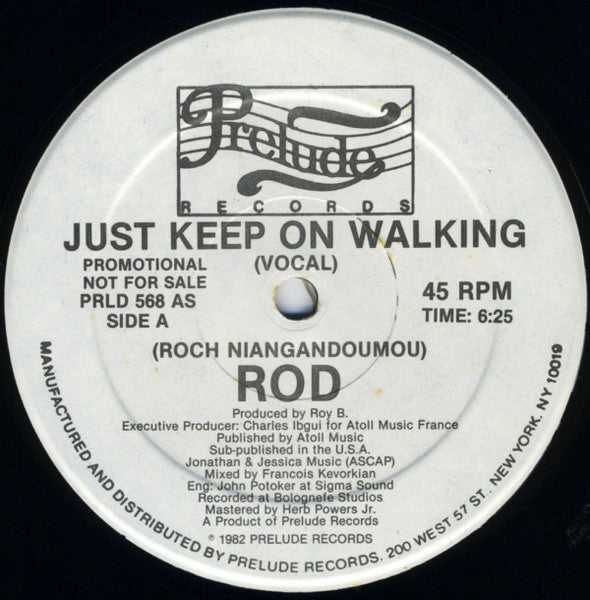 Prelude
RECORDS
JUST KEEP ON WALKING
(VOCAL)
PROMOTIONAL
NOT FOR SALE
PRLD 568 AS
SIDE A
45 RPM
TIME: 6:25
(ROCH NIANGANDOUMOU)
ROD
Produced by Roy B.
Executive Producer: Charles Ibgui for Atoll Music France
Published by Atoll Music
Sub-published in the U.S.A.
Jonathan & Jessica Music (ASCAP)
Mixed by Francois Kevorkian
Eng: John Potoker at Sigma Sound
Recorded at Bolognefe Studios
Mastered by Herb Powers Jr.
A Product of Prelude Records
℗ 1982 PRELUDE RECORDS
MANUFACTURED AND DISTRIBUTED BY PRELUDE RECORDS, 200 WEST 57 ST. NEW YORK, NY 10019